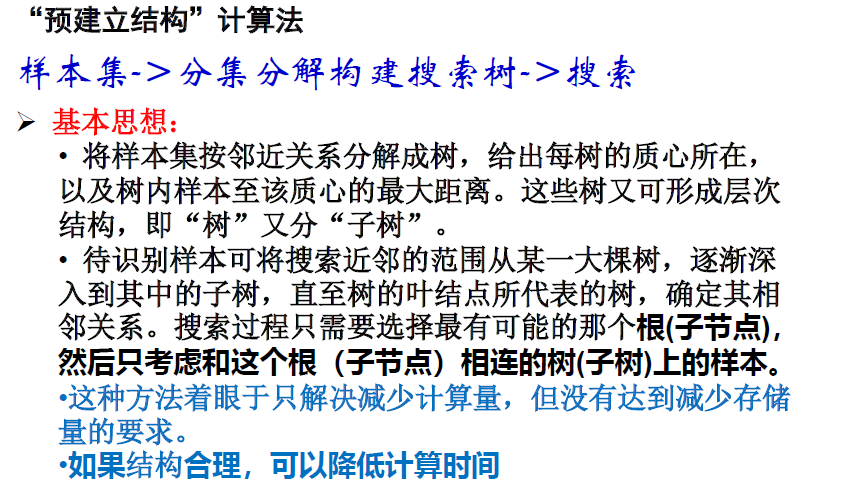 “预建立结构”计算法
样本集->分集分解构建搜索树->搜索
➢ 基本思想：
• 将样本集按邻近关系分解成树，给出每树的质心所在，
以及树内样本至该质心的最大距离。这些树又可形成层次
结构，即“树”又分“子树”。
• 待识别样本可将搜索近邻的范围从某一大棵树，逐渐深
入到其中的子树，直至树的叶结点所代表的树，确定其相
邻关系。搜索过程只需要选择最有可能的那个根(子节点)，
然后只考虑和这个根（子节点）相连的树(子树)上的样本。
•这种方法着眼于只解决减少计算量，但没有达到减少存储
量的要求。
•如果结构合理，可以降低计算时间